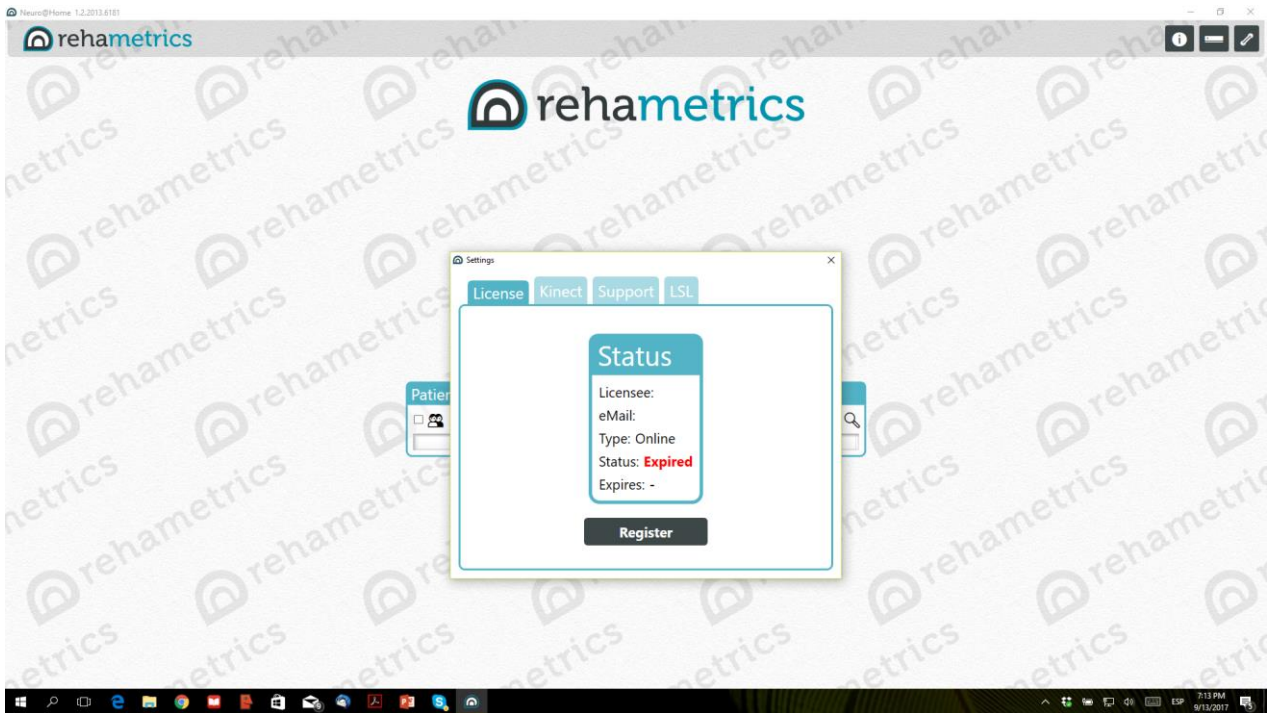 Neuro@Home 1.2.2013.6181
rehametrics
rehametrics
Settings
License Kinect Support LSL
Status
Licensee:
eMail:
Type: Online
Status: Expired
Expires: -
Register
Patie
ESP
7:13 PM
9/13/2017